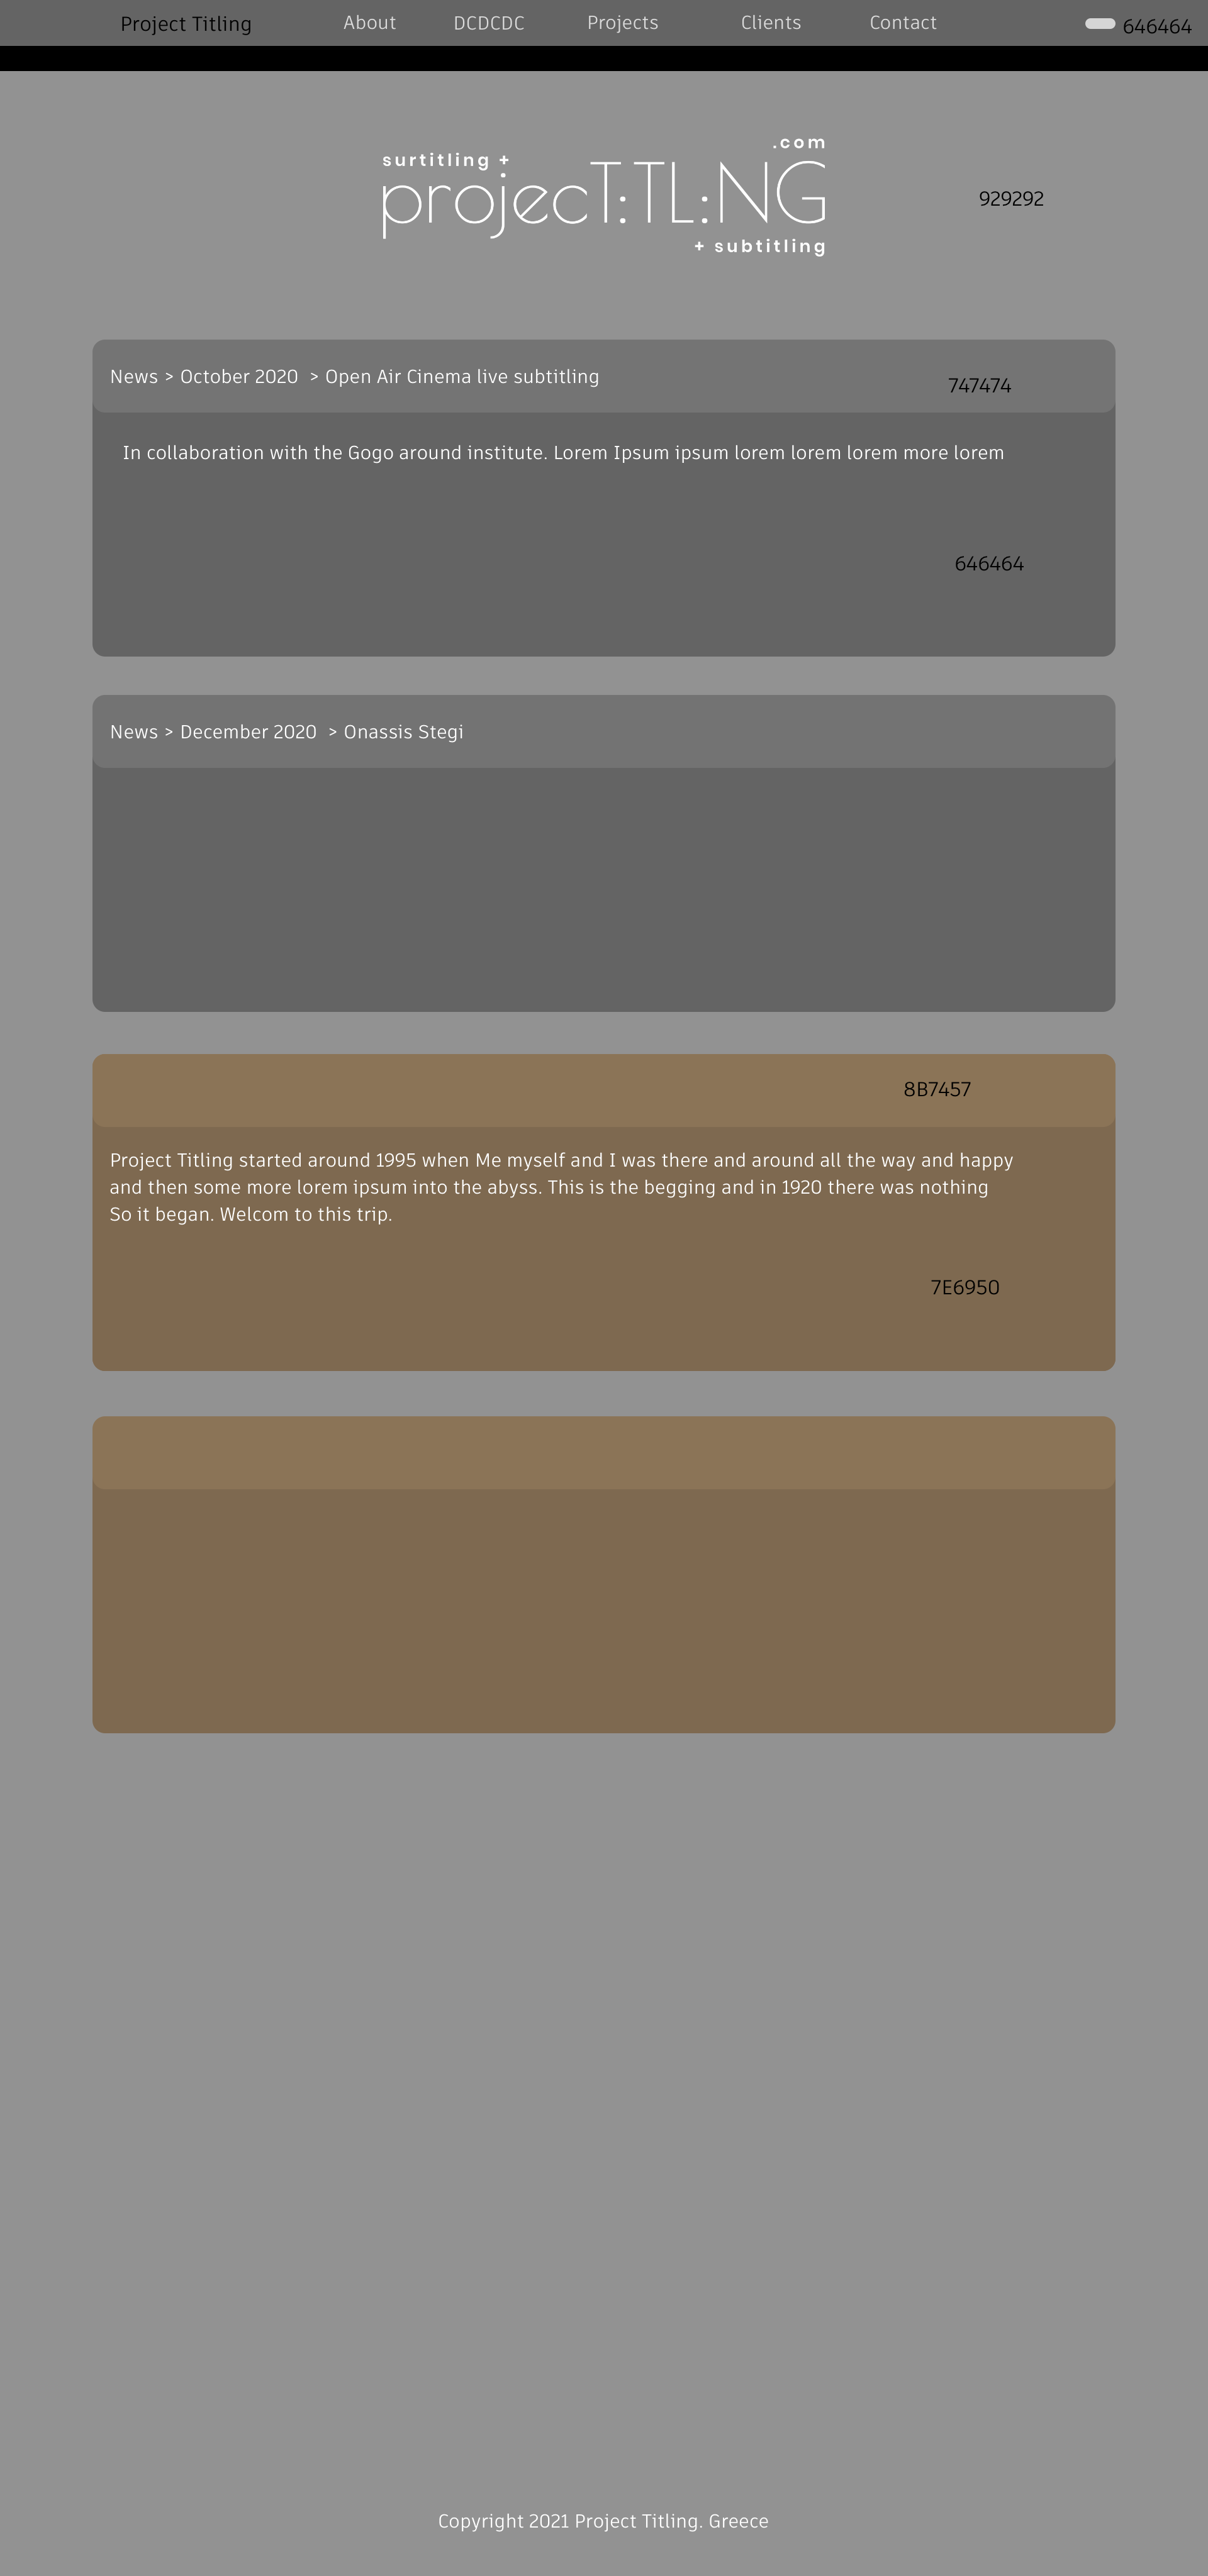 Project Titling About DCDCDC Projects Clients Contact 646464
.com
surtitling +
projecT:TL:NG
+ subtitling
929292
News > October 2020 > Open Air Cinema live subtitling
747474
In collaboration with the Gogo around institute. Lorem Ipsum ipsum lorem lorem lorem more lorem
646464
News > December 2020 > Onassis Stegi
8B7457
Project Titling started around 1995 when Me myself and I was there and around all the way and happy
and then some more lorem ipsum into the abyss. This is the begging and in 1920 there was nothing
So it began. Welcom to this trip.
7E6950
Copyright 2021 Project Titling. Greece